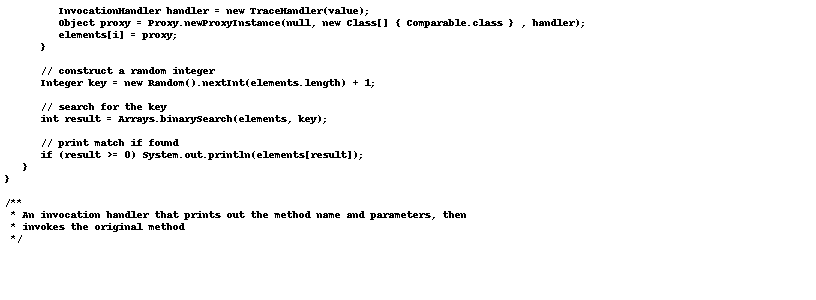 InvocationHandler handler = new TraceHandler(value);
Object proxy = Proxy.newProxyInstance(null, new Class[] { Comparable.class } , handler);
elements[i] = proxy;
}
// construct a random integer
Integer key = new Random().nextInt(elements.length) + 1;
// search for the key
int result = Arrays.binarySearch(elements, key);
// print match if found
if (result >= 0) System.out.println(elements[result]);
}
}
/**
* An invocation handler that prints out the method name and parameters, then
* invokes the original method
*/